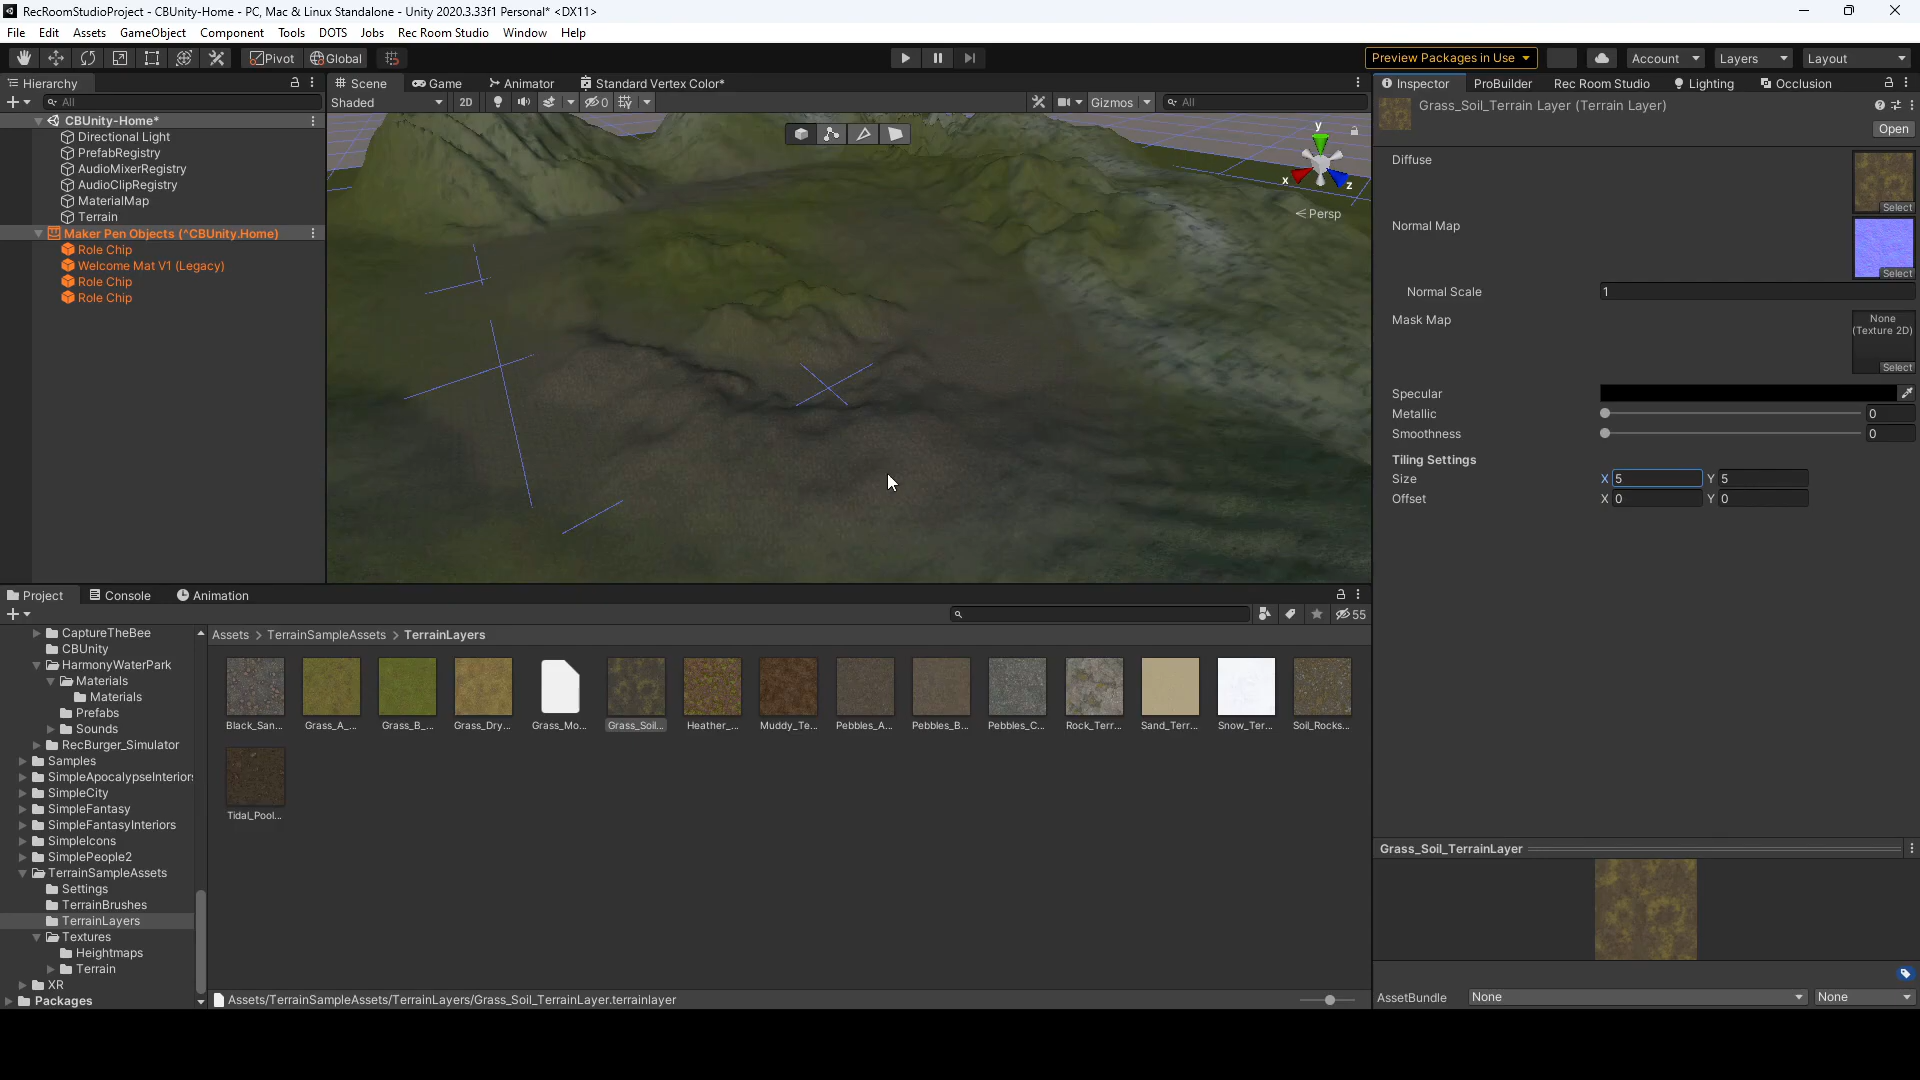 RecRoomStudioProject - CBUnity-Home - PC, Mac & Linux Standalone - Unity 2020.3.33f1 Personal* <DX11>
File Edit Assets GameObject Component Tools DOTS Jobs Rec Room Studio Window Help
Pivot Global Preview Packages in Use Account Layers Layout
Hierarchy
All
CBUnity-Home*
Directional Light
PrefabRegistry
AudioMixerRegistry
AudioClipRegistry
MaterialMap
Terrain
Maker Pen Objects (^CBUnity.Home)
Role Chip
Welcome Mat V1 (Legacy)
Role Chip
Role Chip
Scene Game Animator Standard Vertex Color*
Shaded 2D 0 Gizmos All
y
x
z
Persp
Inspector ProBuilder Rec Room Studio Lighting Occlusion
Grass_Soil_Terrain Layer (Terrain Layer)
Open
Diffuse
Select
Normal Map
Select
Normal Scale 1
Mask Map
None
(Texture 2D)
Select
Specular
Metallic 0
Smoothness 0
Tiling Settings
Size X 5 Y 5
Offset X 0 Y 0
Project Console Animation
55
CaptureTheBee
CBUnity
HarmonyWaterPark
Materials
Materials
Prefabs
Sounds
RecBurger_Simulator
Samples
SimpleApocalypseInteriors
SimpleCity
SimpleFantasy
SimpleFantasyInteriors
SimpleIcons
SimplePeople2
TerrainSampleAssets
Settings
TerrainBrushes
TerrainLayers
Textures
Heightmaps
Terrain
XR
Packages
Assets > TerrainSampleAssets > TerrainLayers
Black_San... Grass_A_... Grass_B_... Grass_Dry... Grass_Mo... Grass_Soil... Heather_... Muddy_Te... Pebbles_A... Pebbles_B... Pebbles_C... Rock_Terr... Sand_Terr... Snow_Ter... Soil_Rocks...
Tidal_Pool...
Assets/TerrainSampleAssets/TerrainLayers/Grass_Soil_TerrainLayer.terrainlayer
Grass_Soil_TerrainLayer
AssetBundle None None